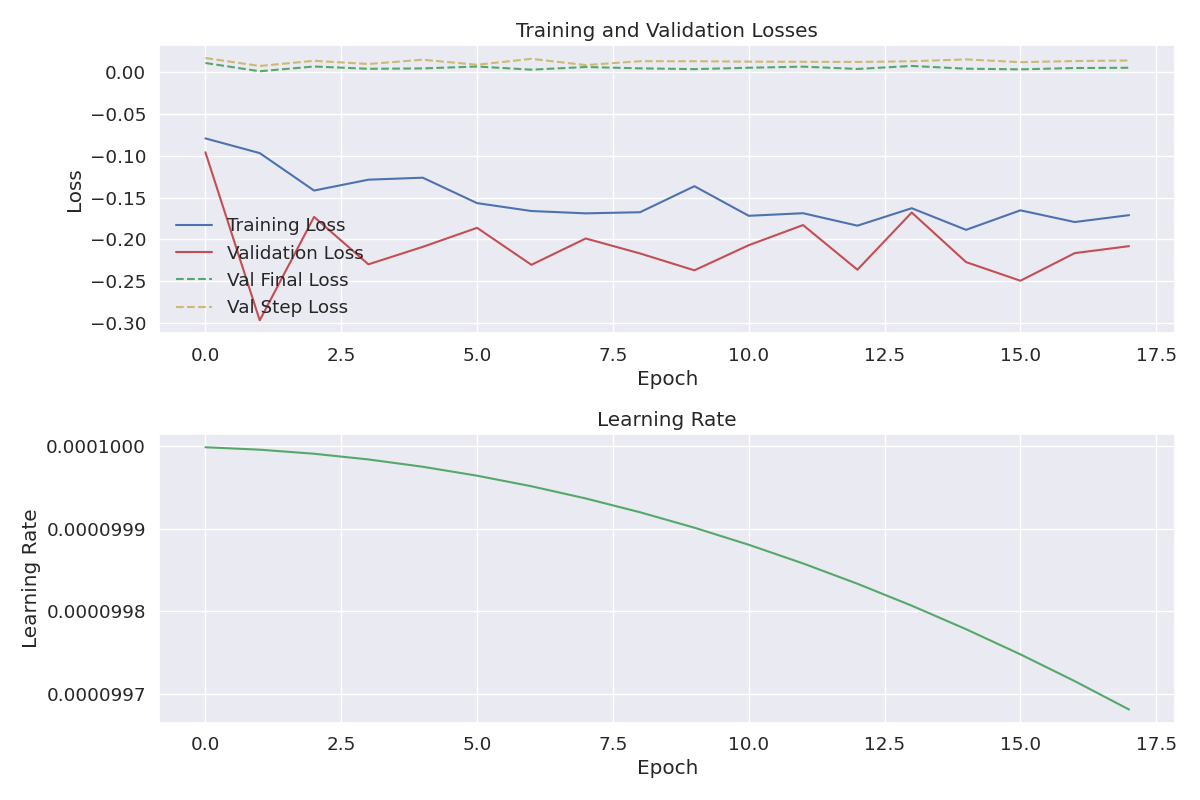 Training and Validation Losses
0.00
−0.05
−0.10
−0.15
−0.20
−0.25
−0.30
Loss
Training Loss
Validation Loss
Val Final Loss
Val Step Loss
0.0 2.5 5.0 7.5 10.0 12.5 15.0 17.5
Epoch
Learning Rate
0.0001000
0.0000999
0.0000998
0.0000997
Learning Rate
0.0 2.5 5.0 7.5 10.0 12.5 15.0 17.5
Epoch